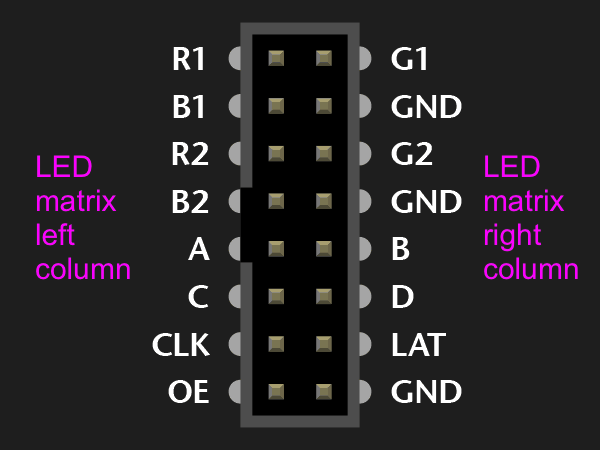 R1 G1
B1 GND
R2 G2
LED
matrix
left
column
B2 GND
LED
matrix
right
column
A B
C D
CLK LAT
OE GND